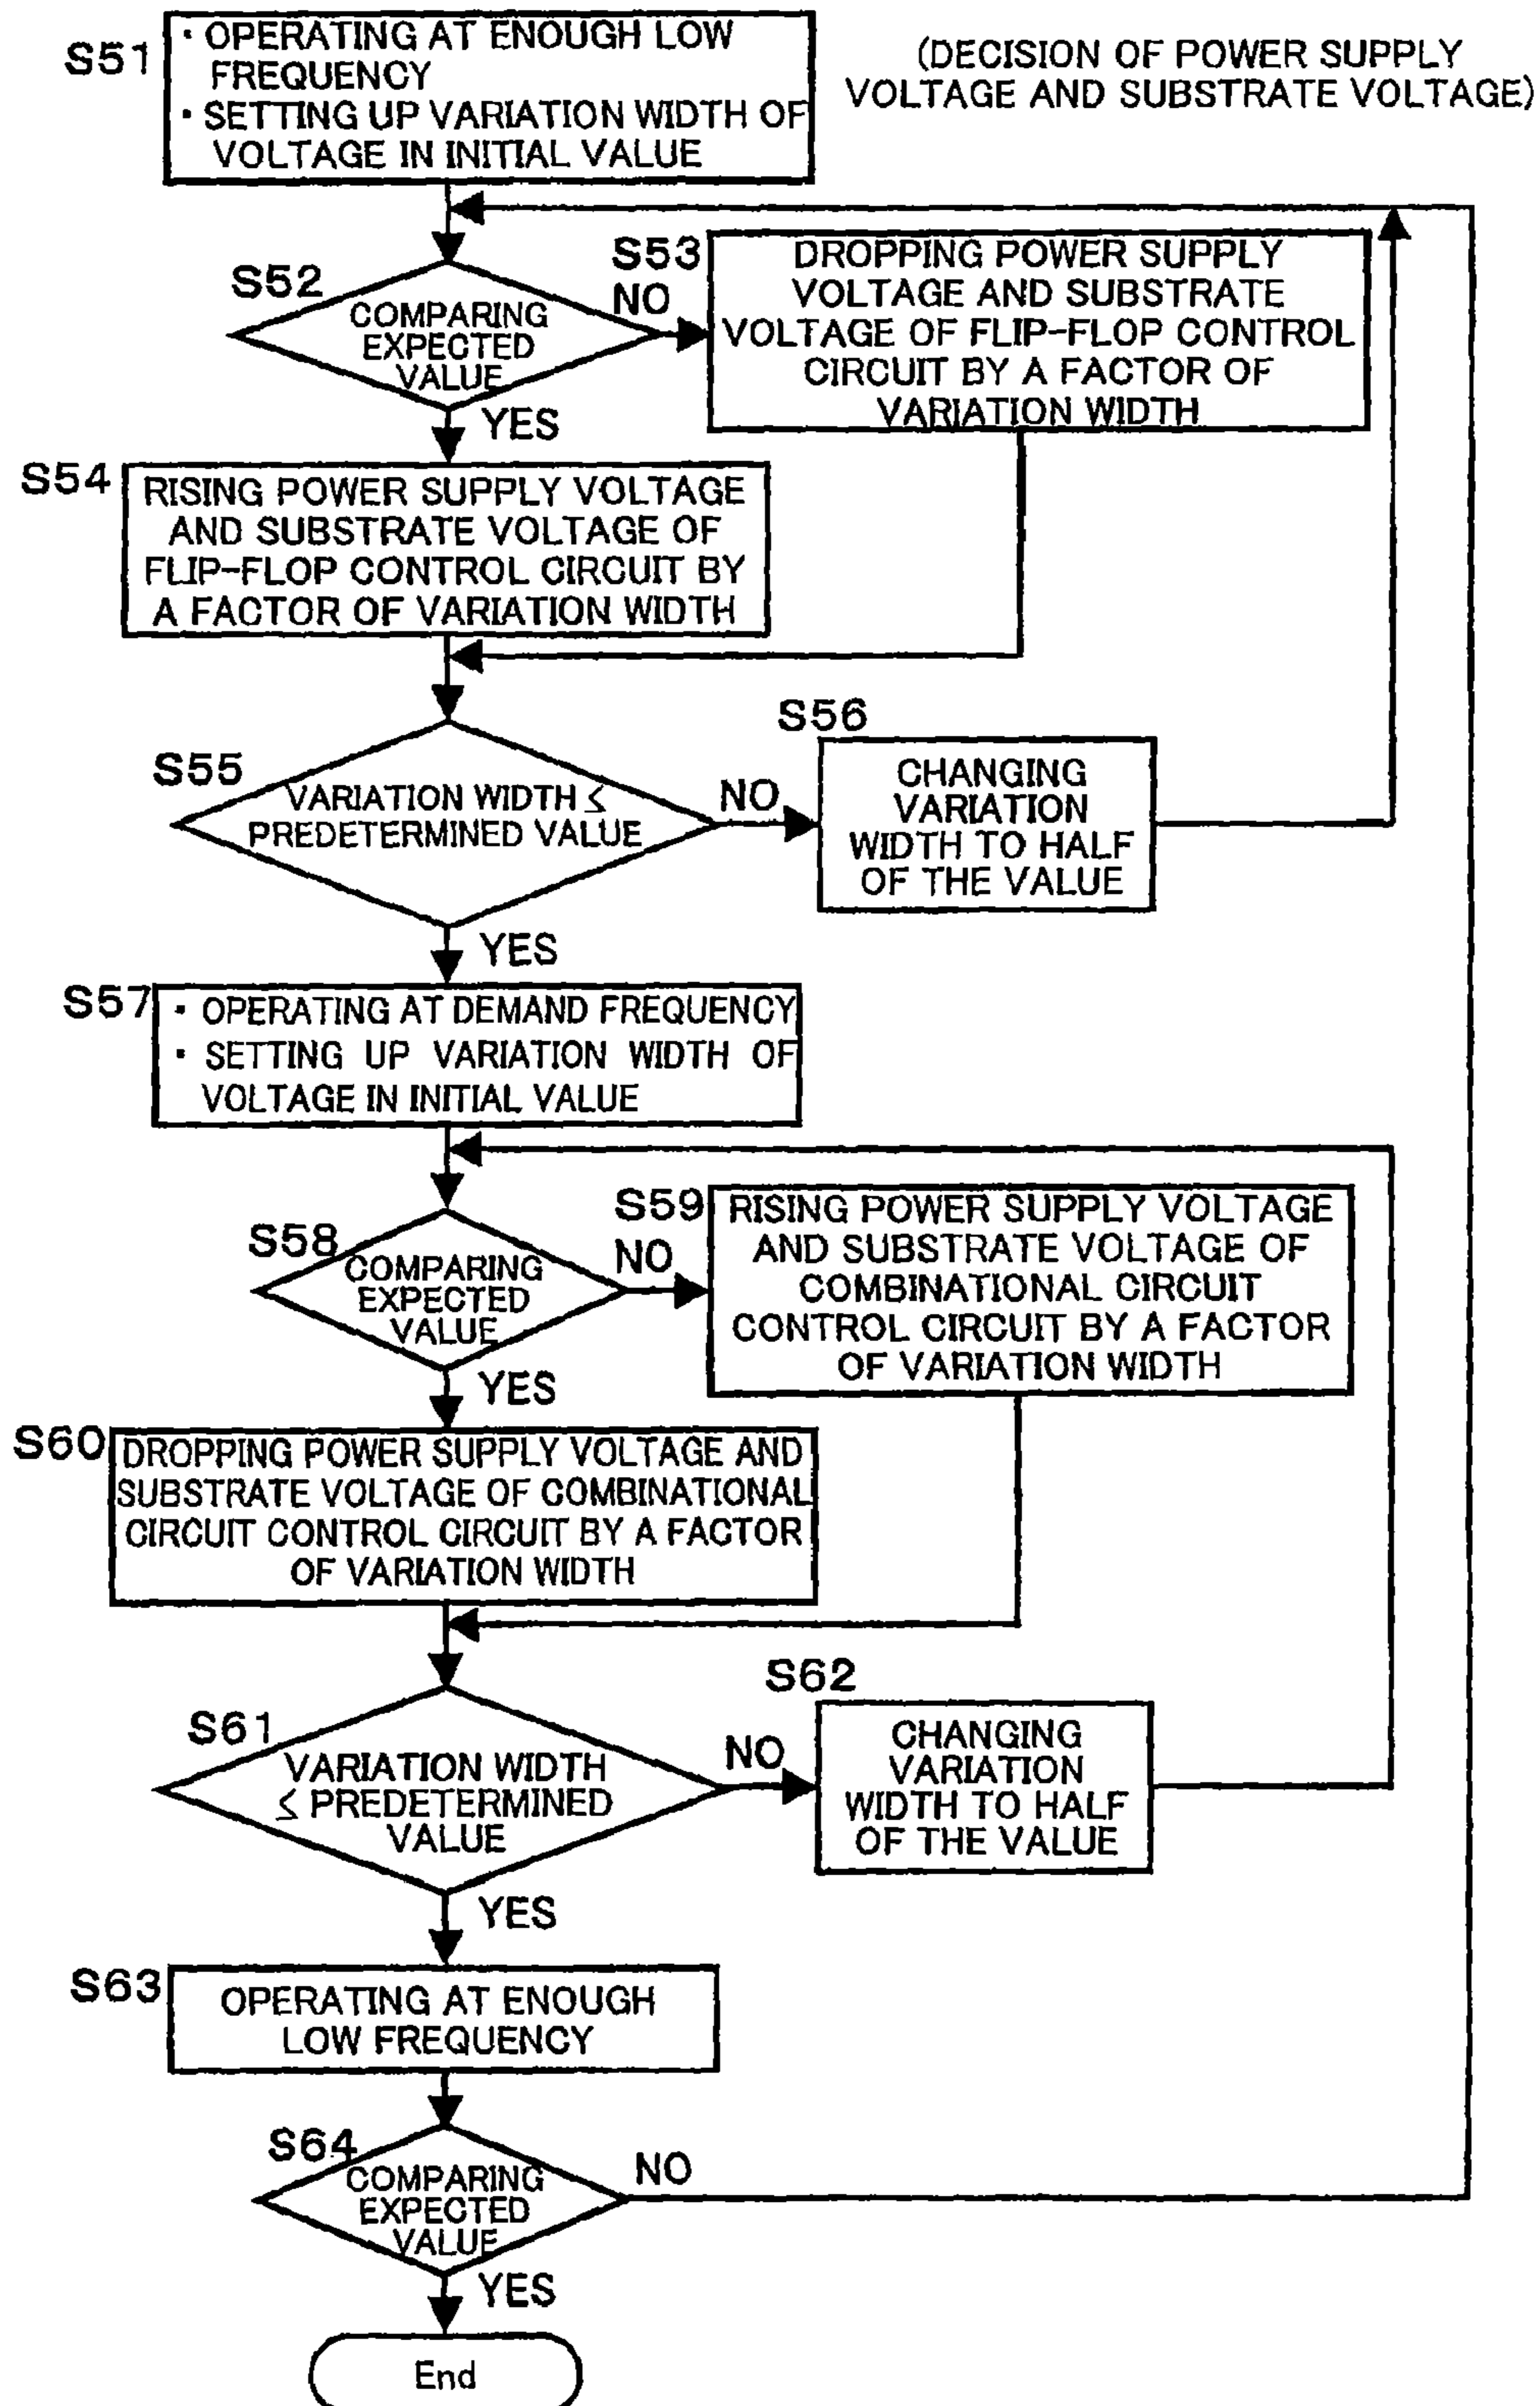 S51
・OPERATING AT ENOUGH LOW
FREQUENCY
・SETTING UP VARIATION WIDTH OF
VOLTAGE IN INITIAL VALUE
(DECISION OF POWER SUPPLY
VOLTAGE AND SUBSTRATE VOLTAGE)
S52
COMPARING
EXPECTED
VALUE
NO
YES
S53
DROPPING POWER SUPPLY
VOLTAGE AND SUBSTRATE
VOLTAGE OF FLIP-FLOP CONTROL
CIRCUIT BY A FACTOR OF
VARIATION WIDTH
S54
RISING POWER SUPPLY VOLTAGE
AND SUBSTRATE VOLTAGE OF
FLIP-FLOP CONTROL CIRCUIT BY
A FACTOR OF VARIATION WIDTH
S55
VARIATION WIDTH ≤
PREDETERMINED VALUE
NO
YES
S56
CHANGING
VARIATION
WIDTH TO HALF
OF THE VALUE
S57
・OPERATING AT DEMAND FREQUENCY
・SETTING UP VARIATION WIDTH OF
VOLTAGE IN INITIAL VALUE
S58
COMPARING
EXPECTED
VALUE
NO
YES
S59
RISING POWER SUPPLY VOLTAGE
AND SUBSTRATE VOLTAGE OF
COMBINATIONAL CIRCUIT
CONTROL CIRCUIT BY A FACTOR
OF VARIATION WIDTH
S60
DROPPING POWER SUPPLY VOLTAGE AND
SUBSTRATE VOLTAGE OF COMBINATIONAL
CIRCUIT CONTROL CIRCUIT BY A FACTOR
OF VARIATION WIDTH
S61
VARIATION WIDTH
≤ PREDETERMINED
VALUE
NO
YES
S62
CHANGING
VARIATION
WIDTH TO HALF
OF THE VALUE
S63
OPERATING AT ENOUGH
LOW FREQUENCY
S64
COMPARING
EXPECTED
VALUE
NO
YES
End